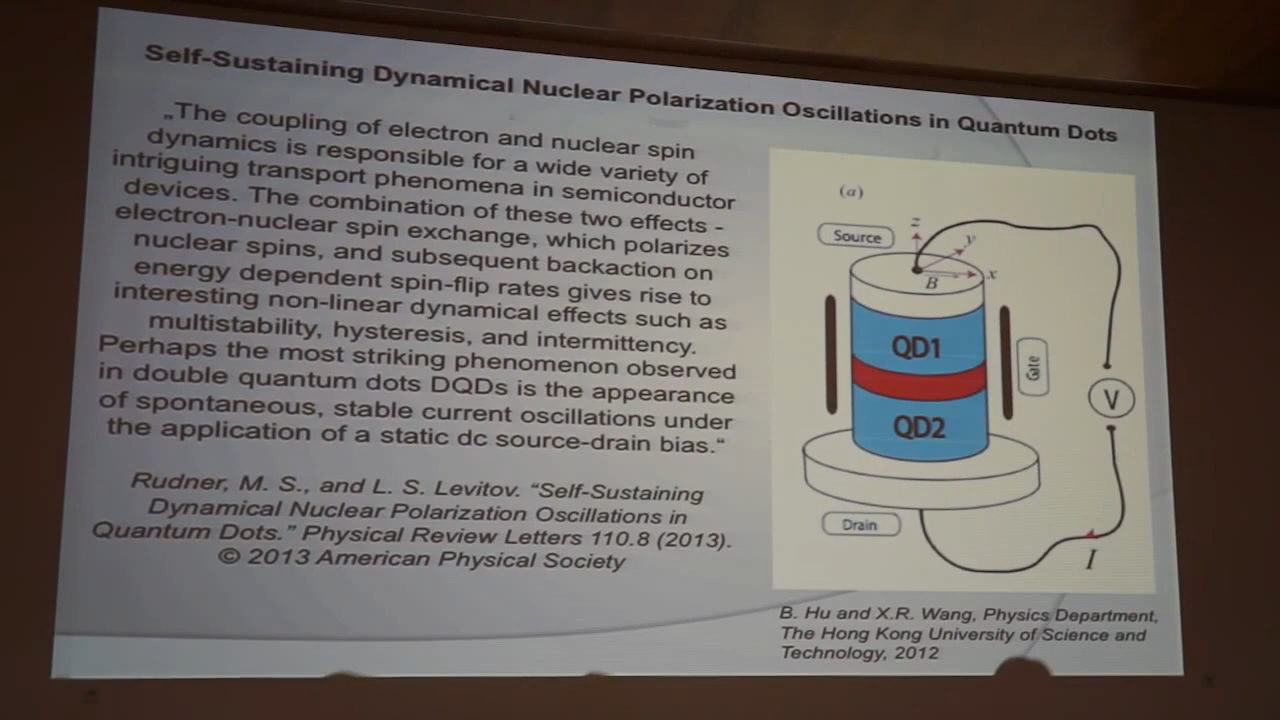 Self-Sustaining Dynamical Nuclear Polarization Oscillations in Quantum Dots
„The coupling of electron and nuclear spin
dynamics is responsible for a wide variety of
intriguing transport phenomena in semiconductor
devices. The combination of these two effects -
electron-nuclear spin exchange, which polarizes
nuclear spins, and subsequent backaction on
energy dependent spin-flip rates gives rise to
interesting non-linear dynamical effects such as
multistability, hysteresis, and intermittency.
Perhaps the most striking phenomenon observed
in double quantum dots DQDs is the appearance
of spontaneous, stable current oscillations under
the application of a static dc source-drain bias.“
Rudner, M. S., and L. S. Levitov. “Self-Sustaining
Dynamical Nuclear Polarization Oscillations in
Quantum Dots.” Physical Review Letters 110.8 (2013).
© 2013 American Physical Society
(a)
Source
z
y
x
B
QD1
QD2
Gate
V
Drain
I
B. Hu and X.R. Wang, Physics Department,
The Hong Kong University of Science and
Technology, 2012